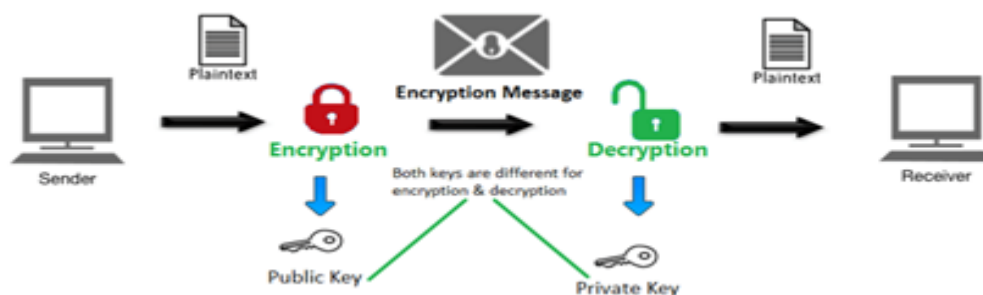 Plaintext
Plaintext
Encryption Message
Encryption
Decryption
Sender
Receiver
Both keys are different for
encryption & decryption
Public Key
Private Key